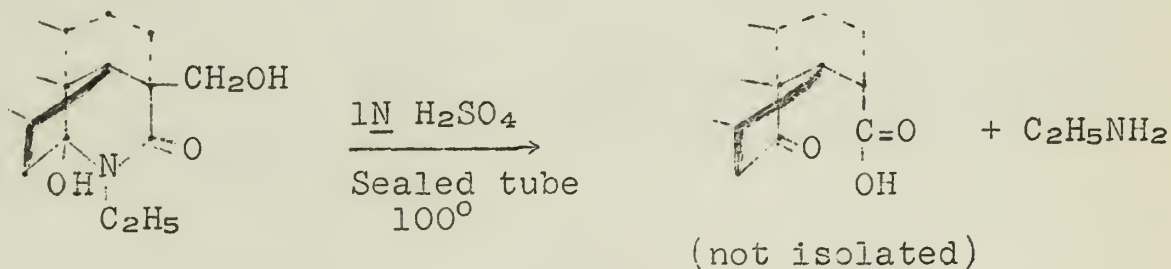 CH₂OH
1N H₂SO₄
O
C=O
O
+ C₂H₅NH₂
N
OH
OH
Sealed tube
C₂H₅
100°
(not isolated)